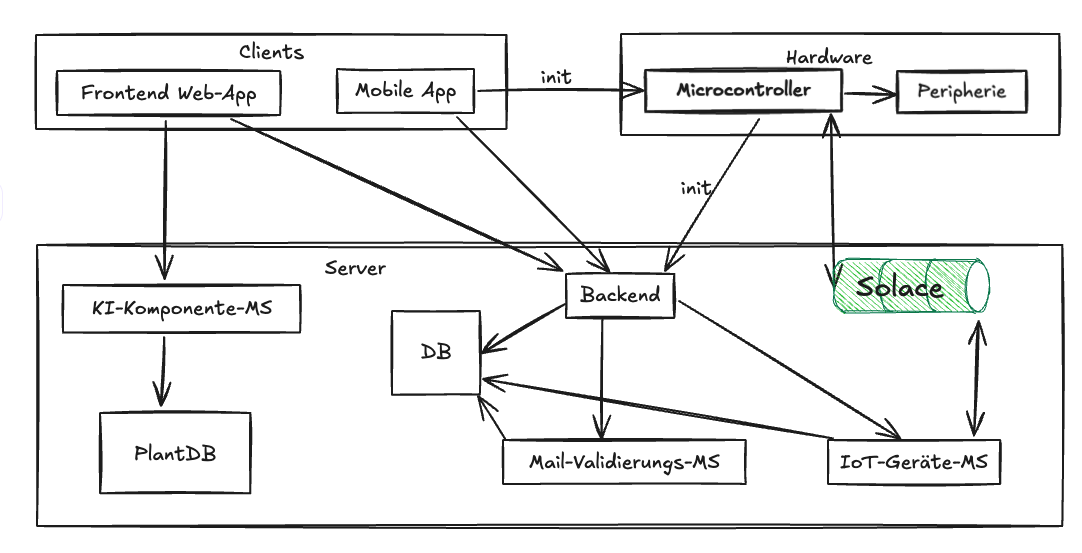 Clients
Hardware
Frontend Web-App
Mobile App
init
Microcontroller
Peripherie
init
Server
Solace
Backend
KI-Komponente-MS
DB
PlantDB
Mail-Validierungs-MS
IoT-Geräte-MS